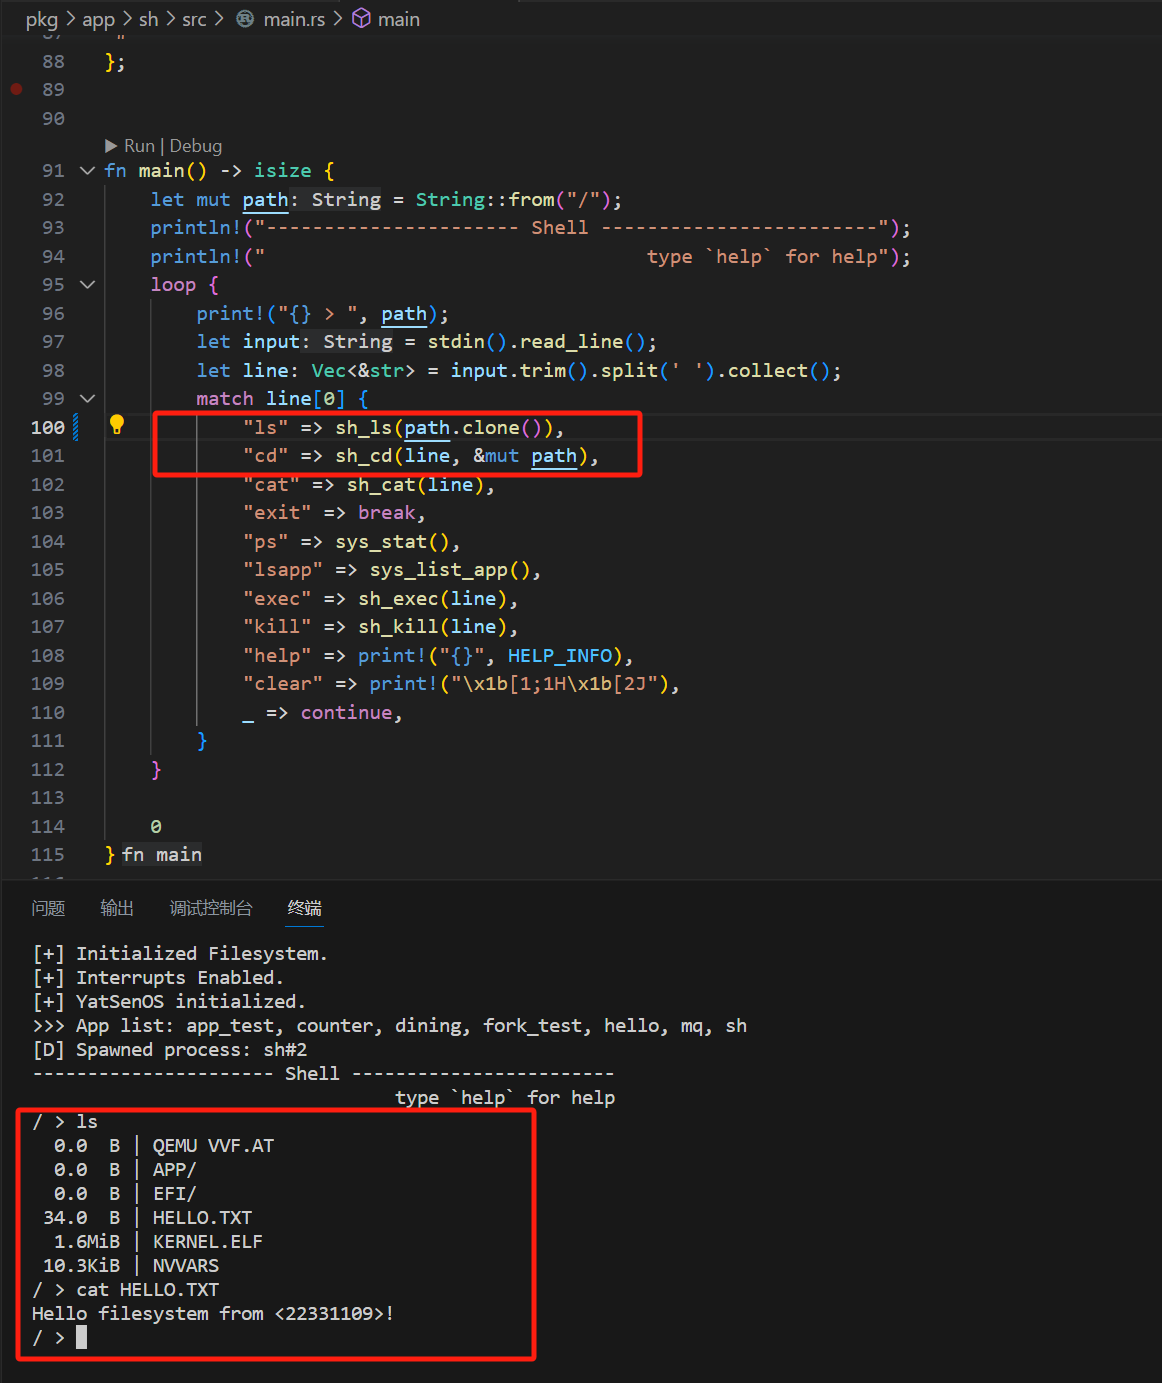 pkg > app > sh > src > main.rs > main
88 };
89
90
Run | Debug
91 fn main() -> isize {
92 let mut path: String = String::from("/");
93 println!("---------------------- Shell ------------------------");
94 println!("                                 type `help` for help");
95 loop {
96 print!("{} > ", path);
97 let input: String = stdin().read_line();
98 let line: Vec<&str> = input.trim().split(' ').collect();
99 match line[0] {
100 "ls" => sh_ls(path.clone()),
101 "cd" => sh_cd(line, &mut path),
102 "cat" => sh_cat(line),
103 "exit" => break,
104 "ps" => sys_stat(),
105 "lsapp" => sys_list_app(),
106 "exec" => sh_exec(line),
107 "kill" => sh_kill(line),
108 "help" => print!("{}", HELP_INFO),
109 "clear" => print!("\x1b[1;1H\x1b[2J"),
110 _ => continue,
111 }
112 }
113
114 0
115 } fn main
问题 输出 调试控制台 终端
[+] Initialized Filesystem.
[+] Interrupts Enabled.
[+] YatSenOS initialized.
>>> App list: app_test, counter, dining, fork_test, hello, mq, sh
[D] Spawned process: sh#2
---------------------- Shell ------------------------
type `help` for help
/ > ls
0.0  B | QEMU VVF.AT
0.0  B | APP/
0.0  B | EFI/
34.0  B | HELLO.TXT
1.6MiB | KERNEL.ELF
10.3KiB | NVVARS
/ > cat HELLO.TXT
Hello filesystem from <22331109>!
/ >